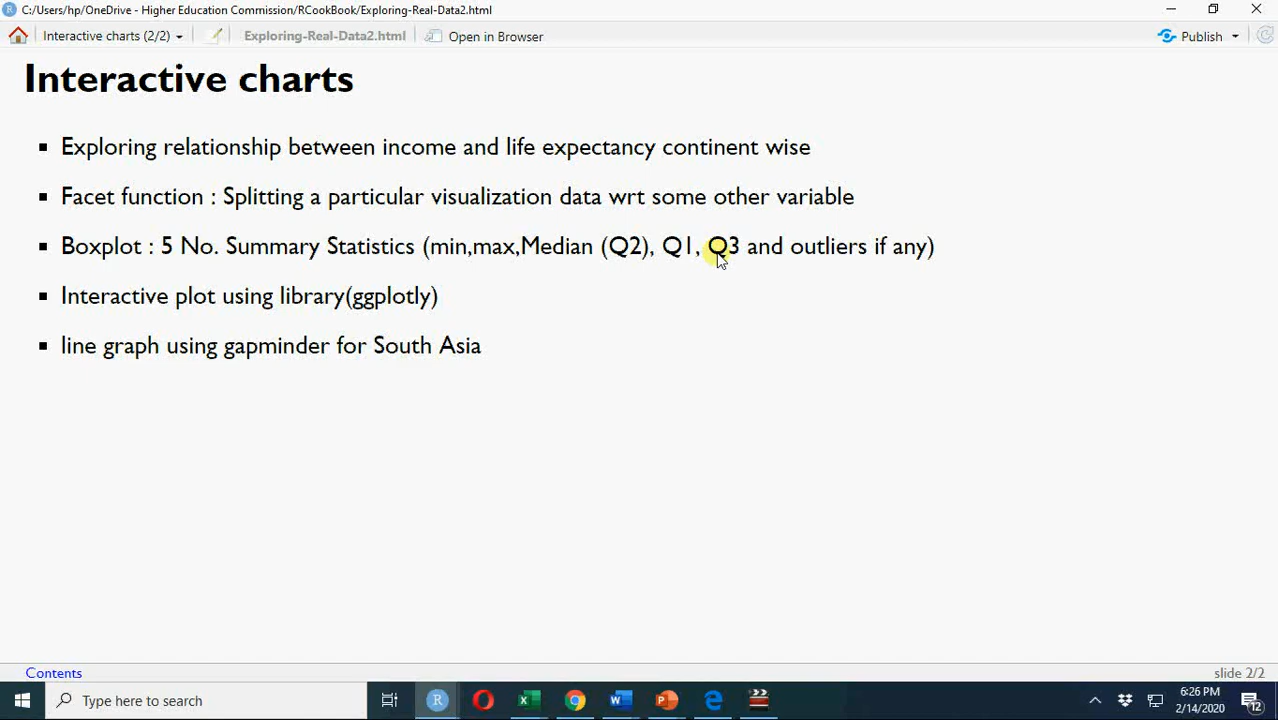 C:/Users/hp/OneDrive - Higher Education Commission/RCookBook/Exploring-Real-Data2.html
Interactive charts (2/2) Exploring-Real-Data2.html Open in Browser Publish
Interactive charts
Exploring relationship between income and life expectancy continent wise
Facet function : Splitting a particular visualization data wrt some other variable
Boxplot : 5 No. Summary Statistics (min,max,Median (Q2), Q1, Q3 and outliers if any)
Interactive plot using library(ggplotly)
line graph using gapminder for South Asia
Contents slide 2/2
Type here to search
6:26 PM
2/14/2020
12